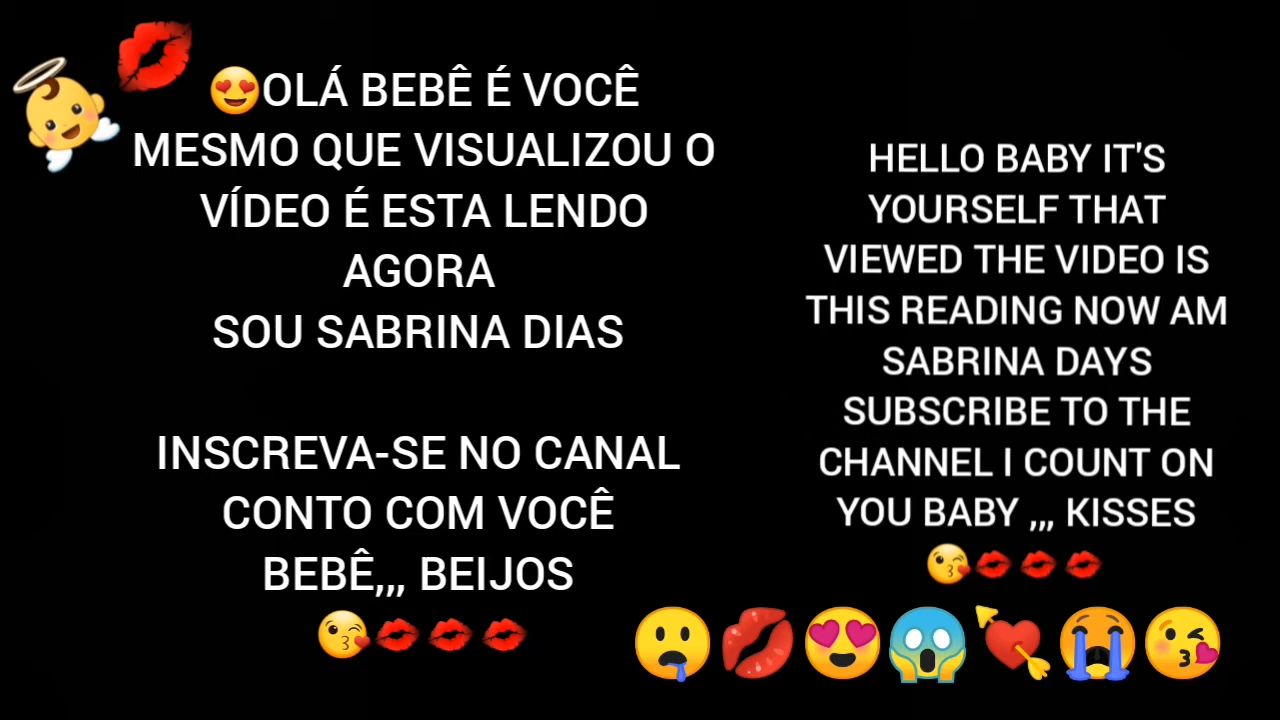 😍OLÁ BEBÊ É VOCÊ
MESMO QUE VISUALIZOU O
VÍDEO É ESTA LENDO
AGORA
SOU SABRINA DIAS
INSCREVA-SE NO CANAL
CONTO COM VOCÊ
BEBÊ,,, BEIJOS
😘💋💋💋
HELLO BABY IT'S
YOURSELF THAT
VIEWED THE VIDEO IS
THIS READING NOW AM
SABRINA DAYS
SUBSCRIBE TO THE
CHANNEL I COUNT ON
YOU BABY ,,, KISSES
😘💋💋💋